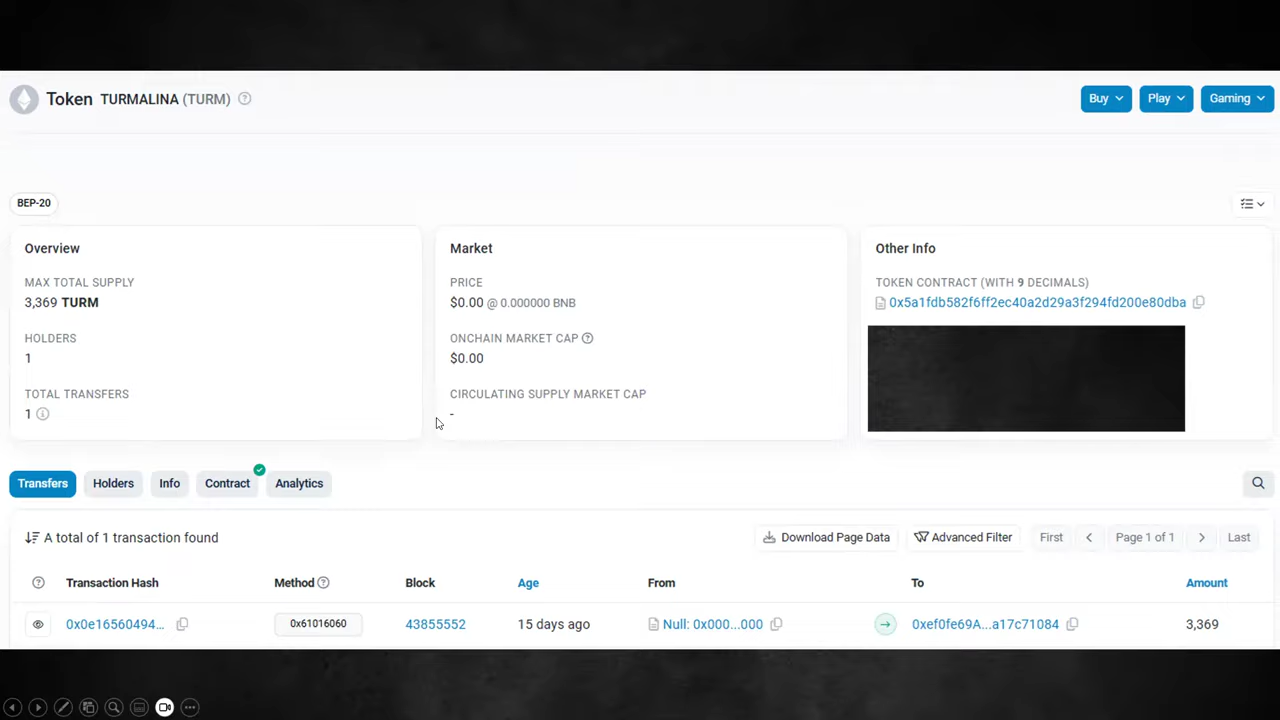 Token TURMALINA (TURM)
Buy Play Gaming
BEP-20
Overview
MAX TOTAL SUPPLY
3,369 TURM
HOLDERS
1
TOTAL TRANSFERS
1
Market
PRICE
$0.00 @ 0.000000 BNB
ONCHAIN MARKET CAP
$0.00
CIRCULATING SUPPLY MARKET CAP
-
Other Info
TOKEN CONTRACT (WITH 9 DECIMALS)
0x5a1fdb582f6ff2ec40a2d29a3f294fd200e80dba
Transfers Holders Info Contract Analytics
A total of 1 transaction found
Download Page Data Advanced Filter First Page 1 of 1 Last
Transaction Hash Method Block Age From To Amount
0x0e16560494... 0x61016060 43855552 15 days ago Null: 0x000...000 0xef0fe69A...a17c71084 3,369